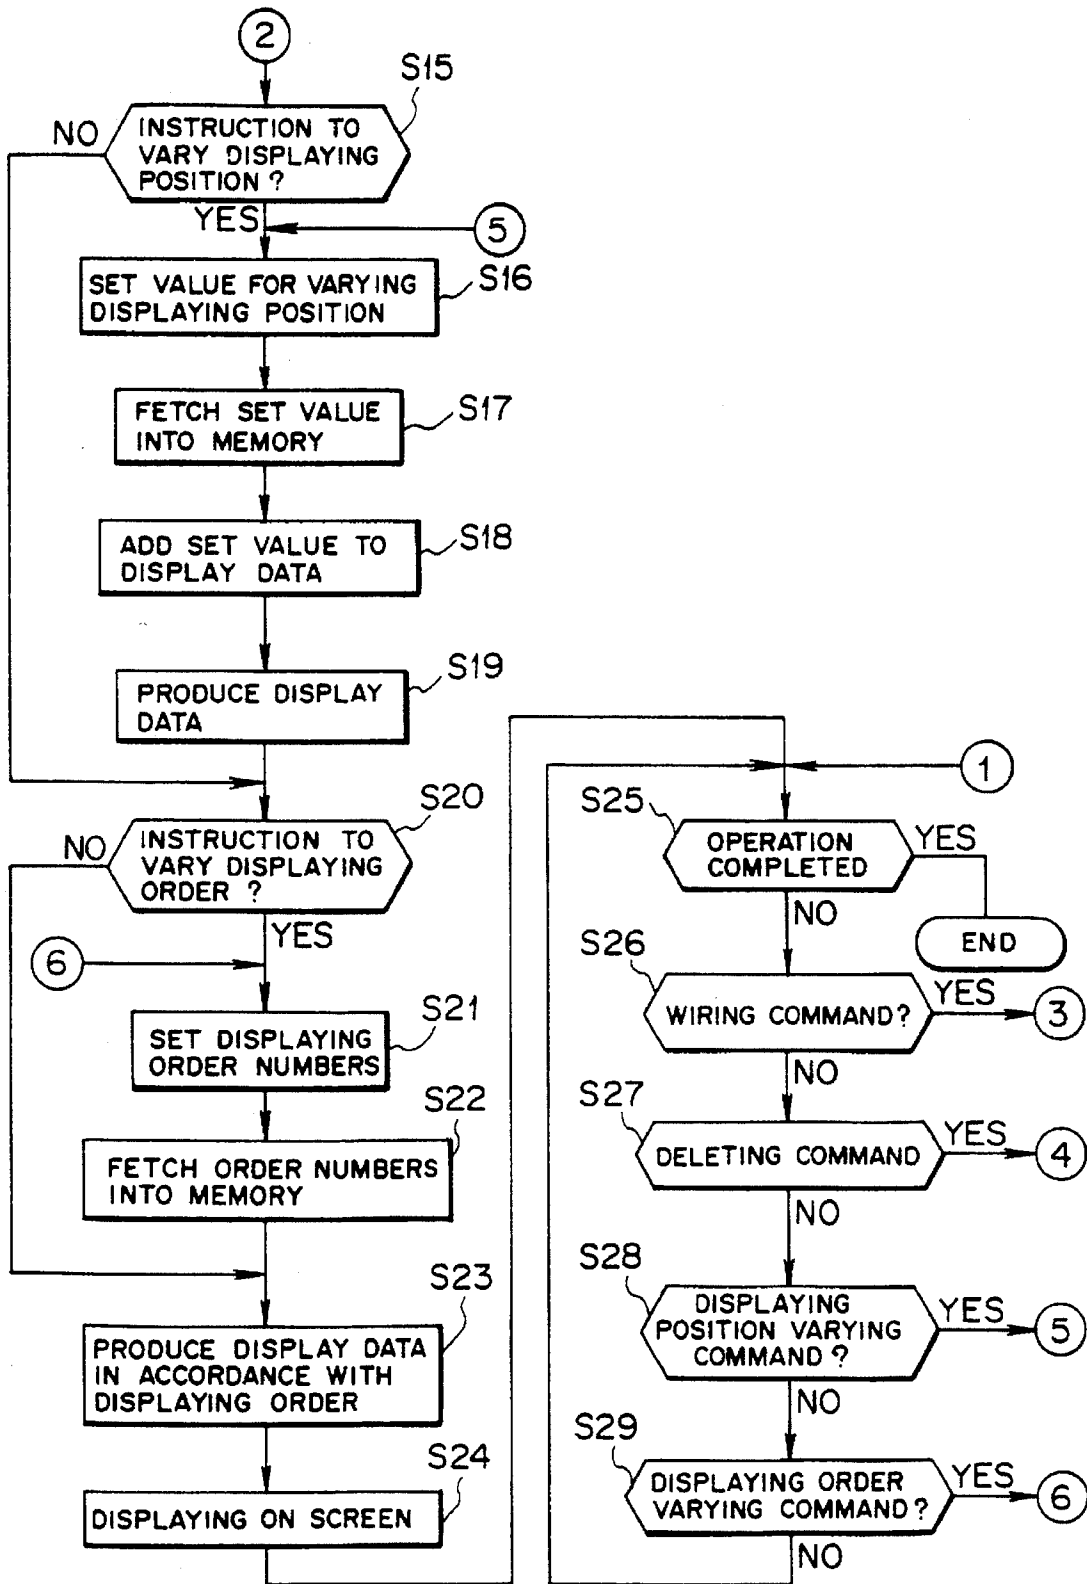 2
S15
NO
INSTRUCTION TO
VARY DISPLAYING
POSITION ?
YES
5
S16
SET VALUE FOR VARYING
DISPLAYING POSITION
S17
FETCH SET VALUE
INTO MEMORY
S18
ADD SET VALUE TO
DISPLAY DATA
S19
PRODUCE DISPLAY
DATA
S20
NO
INSTRUCTION TO
VARY DISPLAYING
ORDER ?
YES
6
S21
SET DISPLAYING
ORDER NUMBERS
S22
FETCH ORDER NUMBERS
INTO MEMORY
S23
PRODUCE DISPLAY DATA
IN ACCORDANCE WITH
DISPLAYING ORDER
S24
DISPLAYING ON SCREEN
1
S25
OPERATION
COMPLETED
YES
NO
END
S26
WIRING COMMAND?
YES
3
NO
S27
DELETING COMMAND
YES
4
NO
S28
DISPLAYING
POSITION VARYING
COMMAND ?
YES
5
NO
S29
DISPLAYING ORDER
VARYING COMMAND ?
YES
6
NO